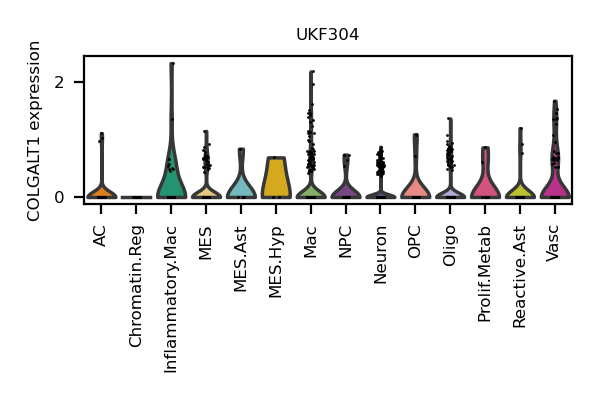 UKF304
COLGALT1 expression
2
0
AC
Chromatin.Reg
Inflammatory.Mac
MES
MES.Ast
MES.Hyp
Mac
NPC
Neuron
OPC
Oligo
Prolif.Metab
Reactive.Ast
Vasc